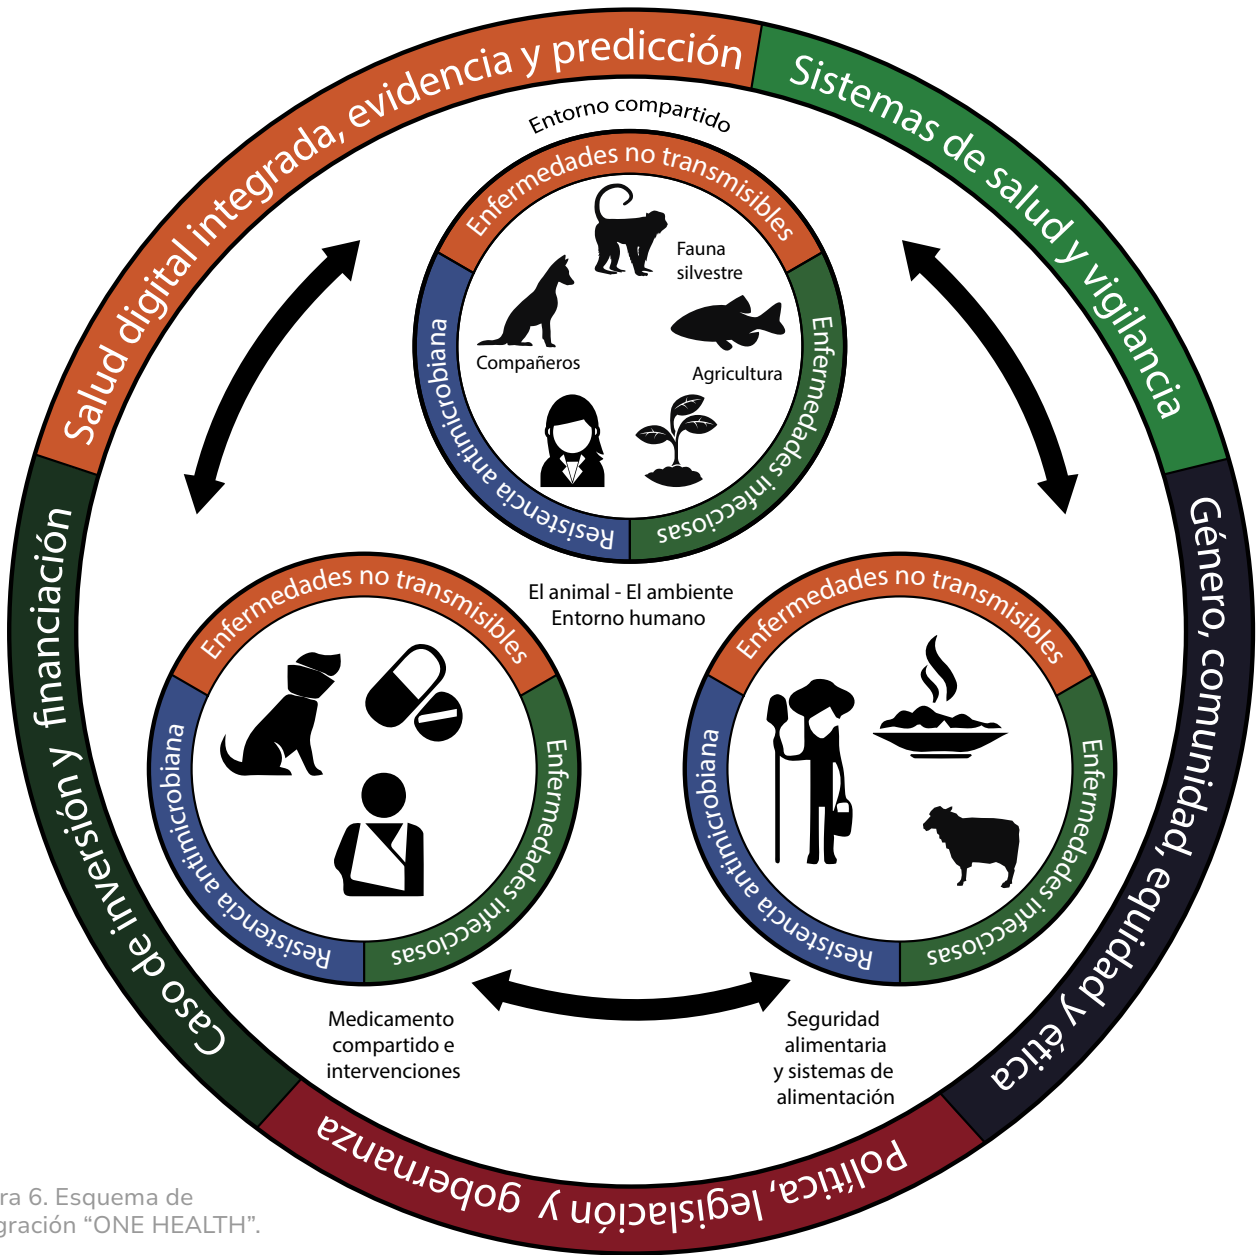 Salud digital integrada, evidencia y predicción
Sistemas de salud y vigilancia
Género, comunidad, equidad y ética
Política, legislación y gobernanza
Caso de inversión y financiación
Entorno compartido
Enfermedades no transmisibles
Enfermedades infecciosas
Resistencia antimicrobiana
Fauna
silvestre
Compañeros
Agricultura
El animal - El ambiente
Entorno humano
Enfermedades no transmisibles
Enfermedades infecciosas
Resistencia antimicrobiana
Medicamento
compartido e
intervenciones
Enfermedades no transmisibles
Enfermedades infecciosas
Resistencia antimicrobiana
Seguridad
alimentaria
y sistemas de
alimentación
ra 6. Esquema de
gración “ONE HEALTH”.